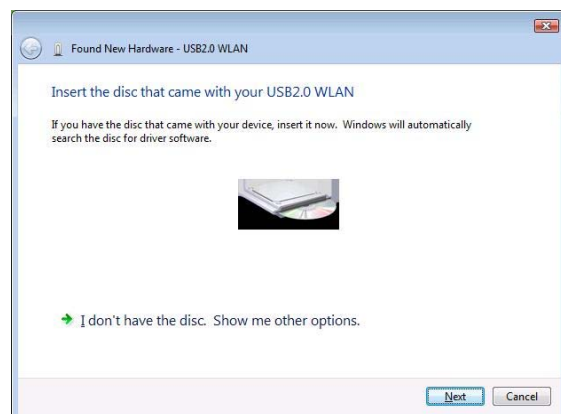 Found New Hardware - USB2.0 WLAN
Insert the disc that came with your USB2.0 WLAN
If you have the disc that came with your device, insert it now. Windows will automatically
search the disc for driver software.
I don't have the disc. Show me other options.
Next Cancel